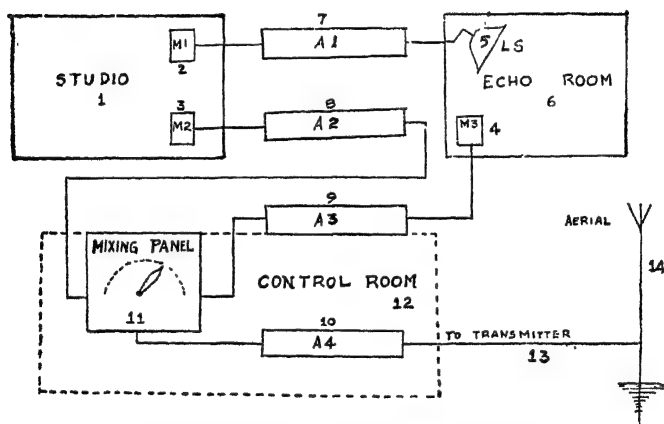 7
M1
A1
5
LS
STUDIO
2
ECHO ROOM
1
3
8
6
M2
A2
M3
4
9
A3
AERIAL
MIXING PANEL
CONTROL ROOM
14
12
11
10
A4
TO TRANSMITTER
13